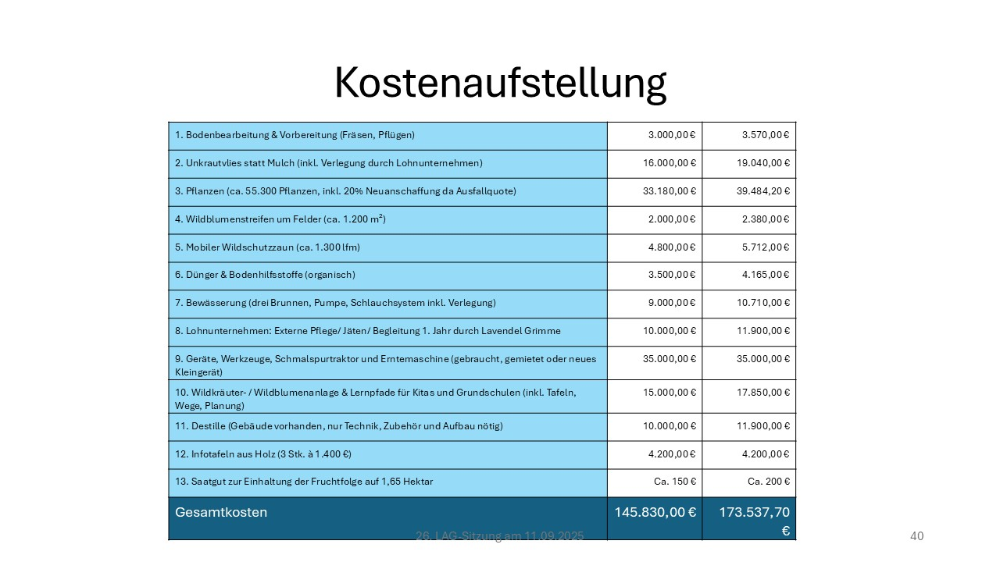 Kostenaufstellung
1. Bodenbearbeitung & Vorbereitung (Fräsen, Pflügen) 3.000,00 € 3.570,00 €
2. Unkrautvlies statt Mulch (inkl. Verlegung durch Lohnunternehmen) 16.000,00 € 19.040,00 €
3. Pflanzen (ca. 55.300 Pflanzen, inkl. 20% Neuanschaffung da Ausfallquote) 33.180,00 € 39.484,20 €
4. Wildblumenstreifen um Felder (ca. 1.200 m²) 2.000,00 € 2.380,00 €
5. Mobiler Wildschutzzaun (ca. 1.300 lfm) 4.800,00 € 5.712,00 €
6. Dünger & Bodenhilfsstoffe (organisch) 3.500,00 € 4.165,00 €
7. Bewässerung (drei Brunnen, Pumpe, Schlauchsystem inkl. Verlegung) 9.000,00 € 10.710,00 €
8. Lohnunternehmen: Externe Pflege/ Jäten/ Begleitung 1. Jahr durch Lavendel Grimme 10.000,00 € 11.900,00 €
9. Geräte, Werkzeuge, Schmalspurtraktor und Erntemaschine (gebraucht, gemietet oder neues 35.000,00 € 35.000,00 €
Kleingerät)
10. Wildkräuter- / Wildblumenanlage & Lernpfade für Kitas und Grundschulen (inkl. Tafeln, 15.000,00 € 17.850,00 €
Wege, Planung)
11. Destille (Gebäude vorhanden, nur Technik, Zubehör und Aufbau nötig) 10.000,00 € 11.900,00 €
12. Infotafeln aus Holz (3 Stk. à 1.400 €) 4.200,00 € 4.200,00 €
13. Saatgut zur Einhaltung der Fruchtfolge auf 1,65 Hektar Ca. 150 € Ca. 200 €
Gesamtkosten 145.830,00 € 173.537,70
€
26. LAG-Sitzung am 11.09.2025 40